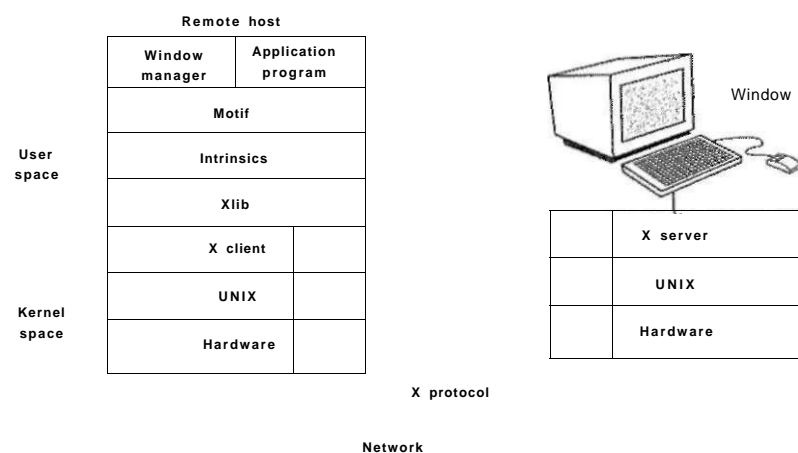 Remote host
Window manager
Application program
Motif
User space
Intrinsics
Xlib
X client
UNIX
Kernel space
Hardware
Window
X server
UNIX
Hardware
X protocol
Network